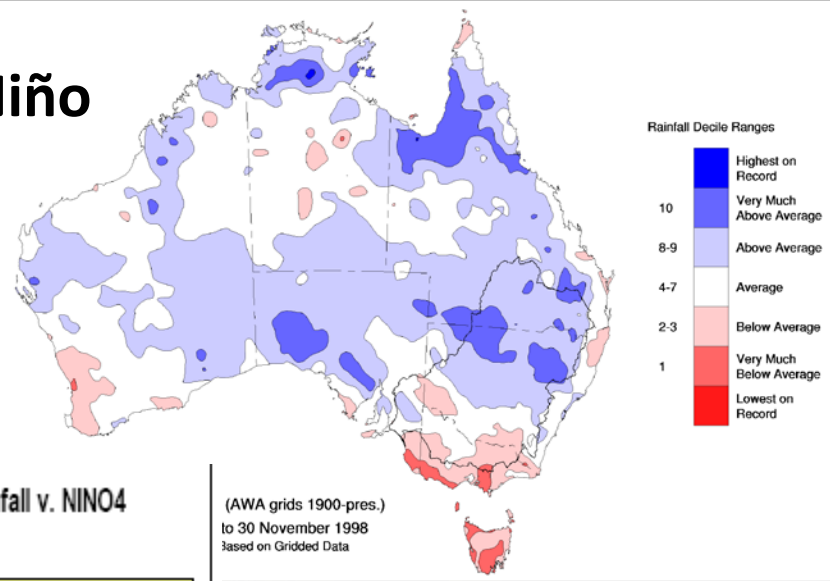 liño
Rainfall Decile Ranges
Highest on
Record
10
Very Much
Above Average
8-9
Above Average
4-7
Average
2-3
Below Average
1
Very Much
Below Average
Lowest on
Record
fall v. NINO4
(AWA grids 1900-pres.)
to 30 November 1998
Based on Gridded Data